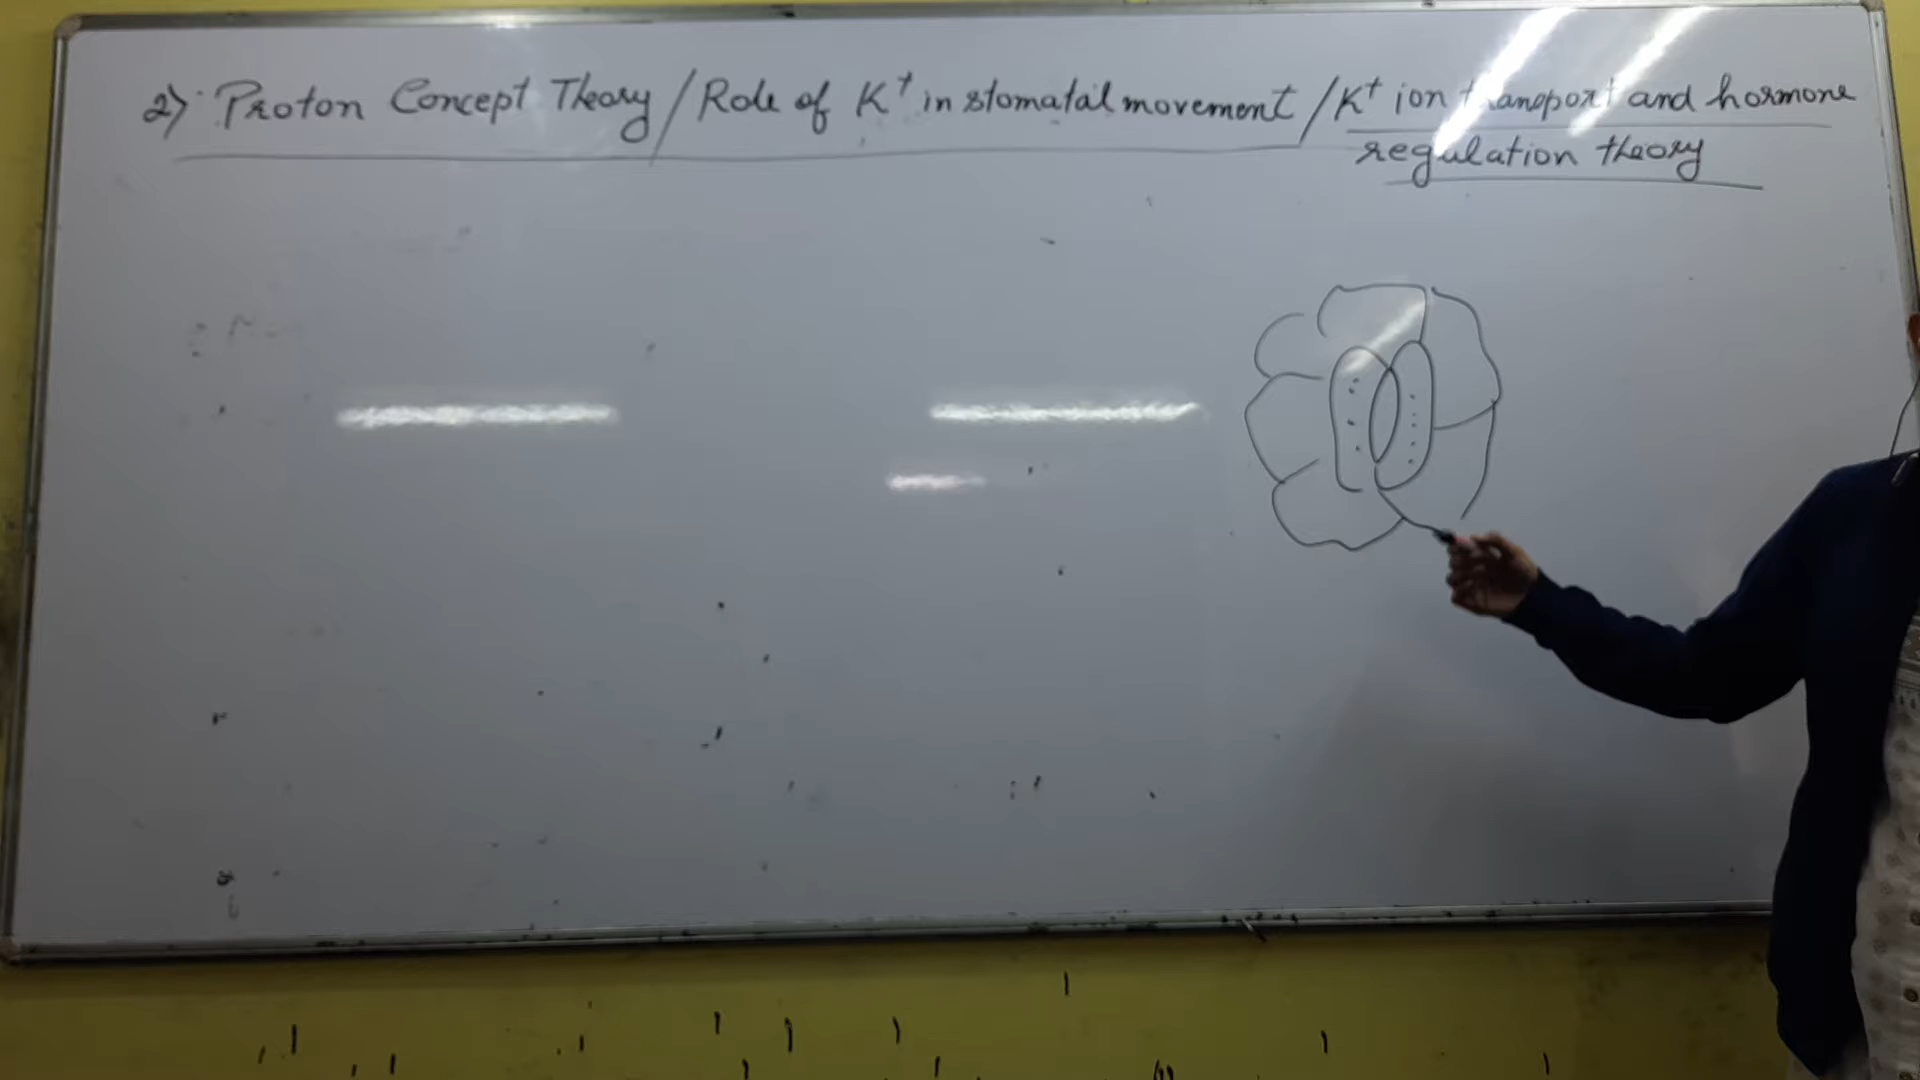 2) Proton Concept Theory / Role of K⁺ in stomatal movement / K⁺ ion transport and hormone
regulation theory